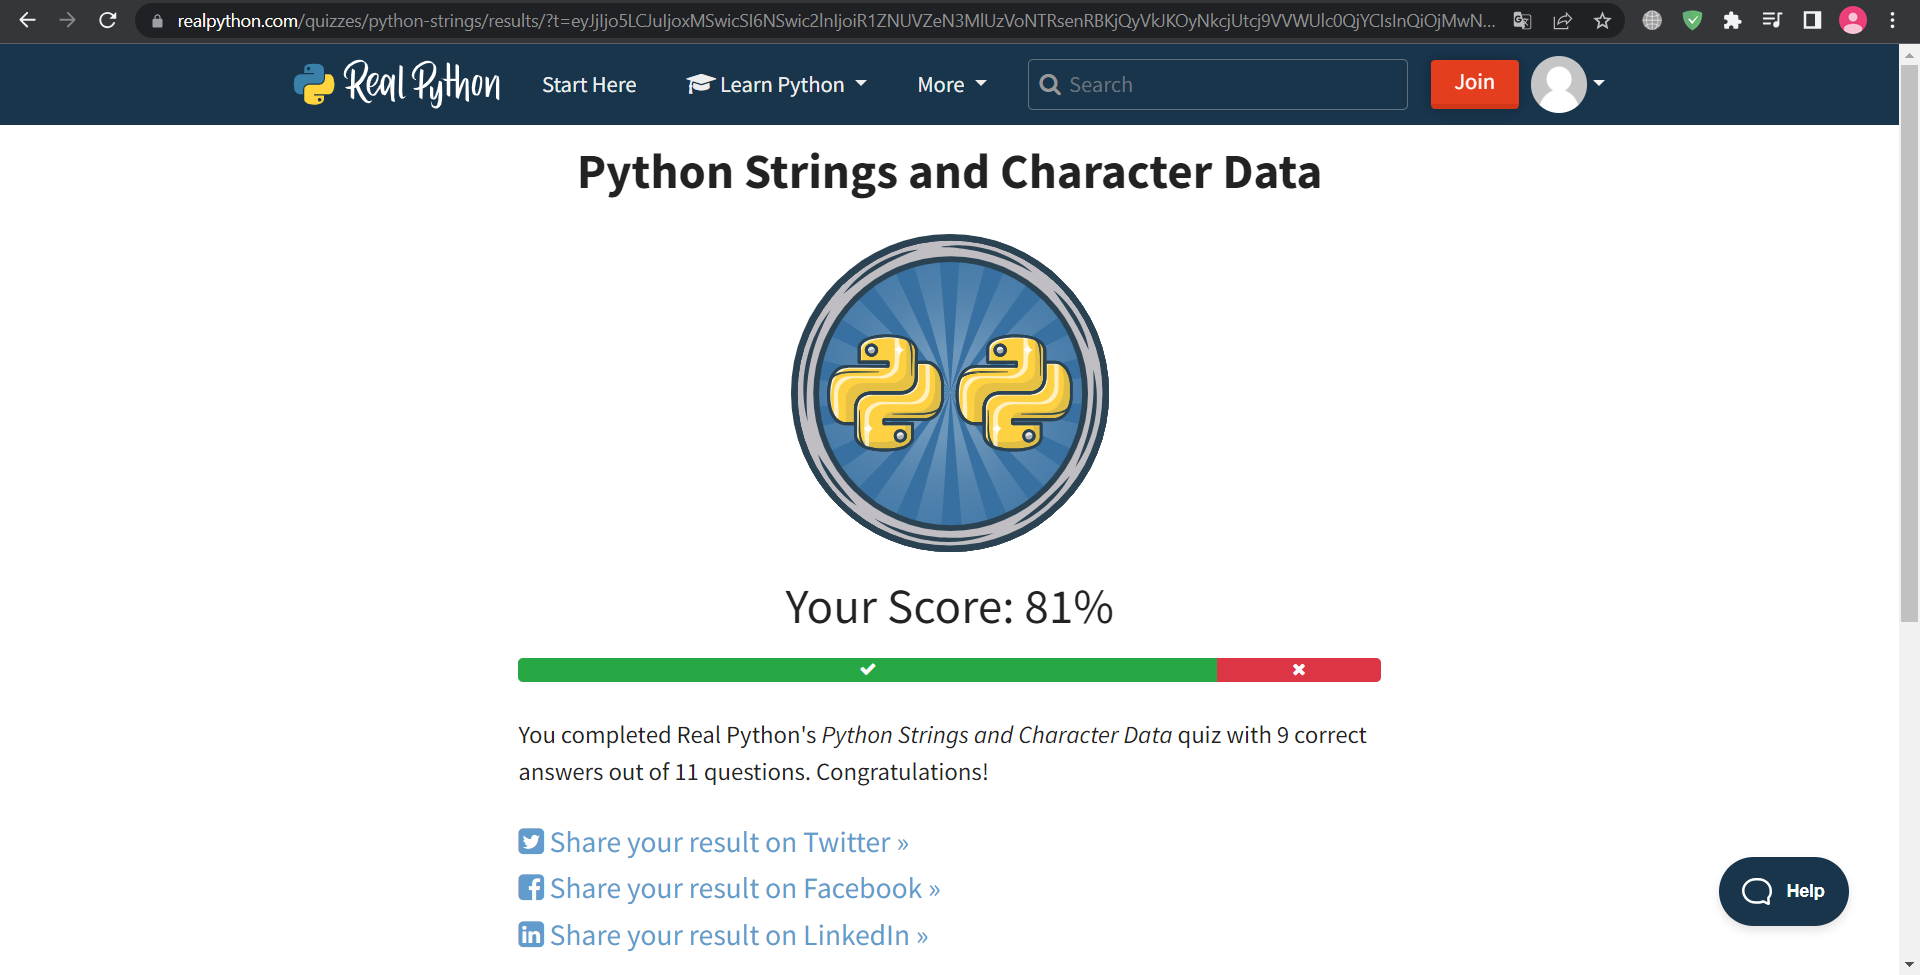 realpython.com/quizzes/python-strings/results/?t=
Real Python
Start Here
Learn Python
More
Search
Join
Python Strings and Character Data
Your Score: 81%
You completed Real Python's Python Strings and Character Data quiz with 9 correct
answers out of 11 questions. Congratulations!
Share your result on Twitter »
Share your result on Facebook »
in Share your result on LinkedIn »
Help